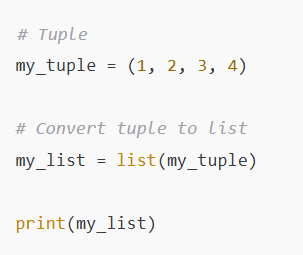 # Tuple
my_tuple = (1, 2, 3, 4)
# Convert tuple to list
my_list = list(my_tuple)
print(my_list)